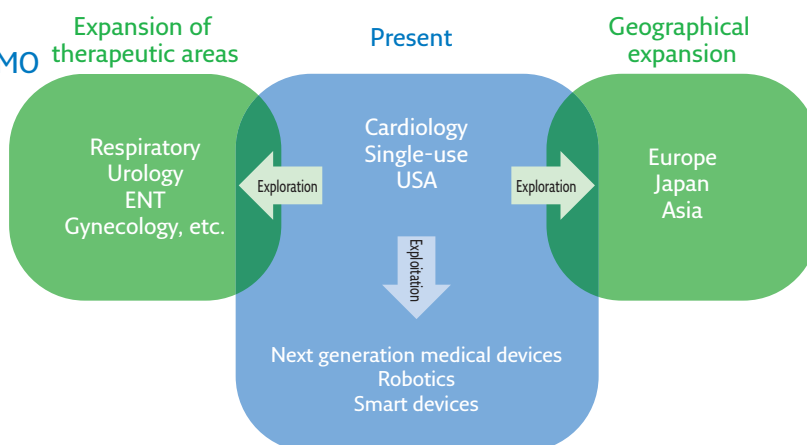 Expansion of
therapeutic areas
MO
Present
Geographical
expansion
Respiratory
Urology
ENT
Gynecology, etc.
Exploration
Cardiology
Single-use
USA
Exploration
Europe
Japan
Asia
Exploitation
Next generation medical devices
Robotics
Smart devices